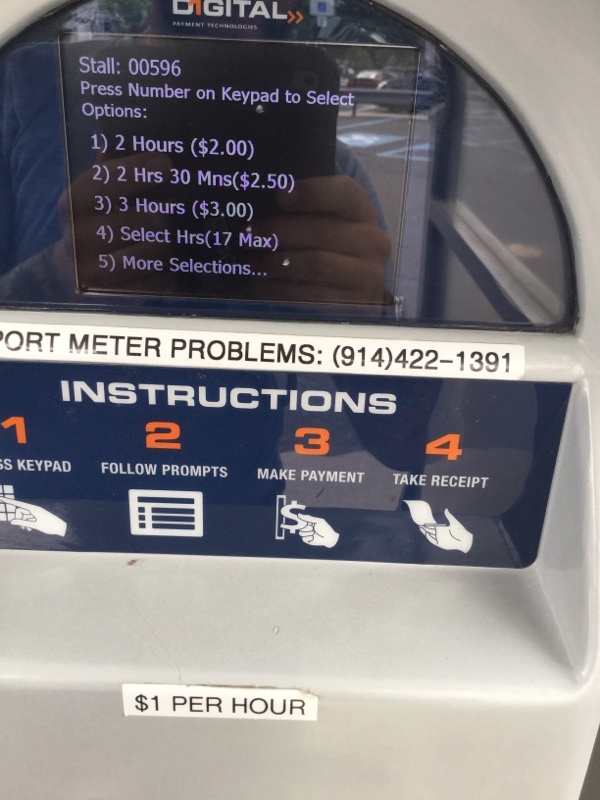 DIGITAL
PAYMENT TECHNOLOGIES
Stall: 00596
Press Number on Keypad to Select
Options:
1) 2 Hours ($2.00)
2) 2 Hrs 30 Mns($2.50)
3) 3 Hours ($3.00)
4) Select Hrs(17 Max)
5) More Selections...
PORT METER PROBLEMS: (914)422-1391
INSTRUCTIONS
1 2 3 4
SS KEYPAD FOLLOW PROMPTS MAKE PAYMENT TAKE RECEIPT
$
$1 PER HOUR